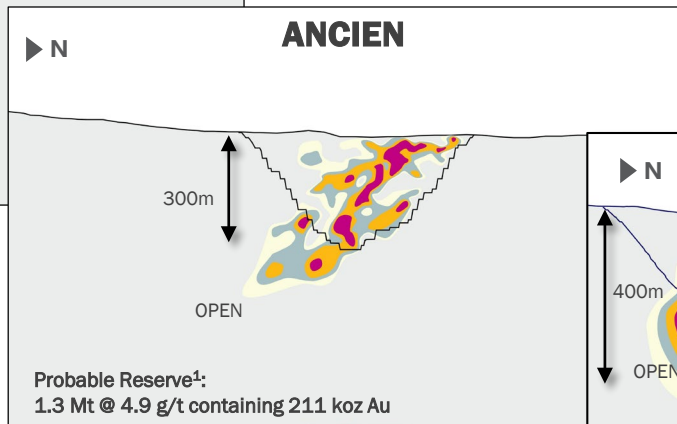 ANCIEN
N
300m
OPEN
Probable Reserve¹:
1.3 Mt @ 4.9 g/t containing 211 koz Au
N
400m
OPEN